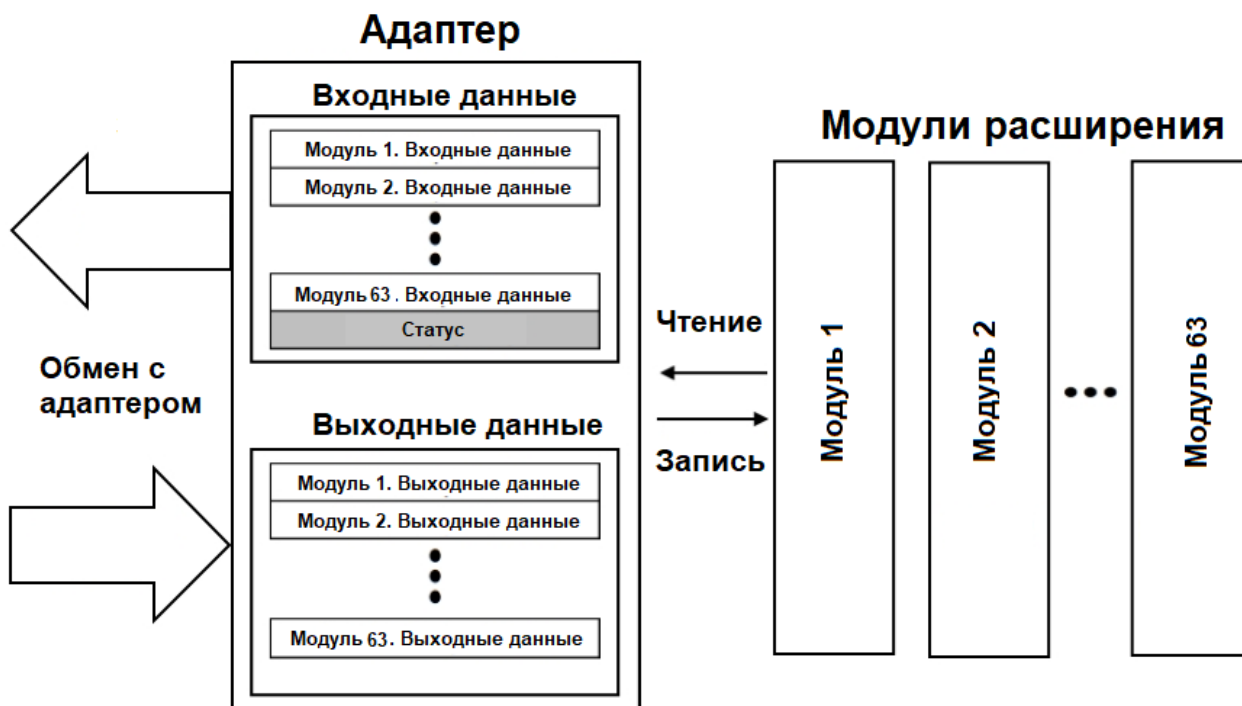 Адаптер
Входные данные
Модуль 1. Входные данные
Модуль 2. Входные данные
Модуль 63 . Входные данные
Статус
Обмен с
адаптером
Выходные данные
Модуль 1. Выходные данные
Модуль 2. Выходные данные
Модуль 63. Выходные данные
Чтение
Запись
Модули расширения
Модуль 1
Модуль 2
Модуль 63